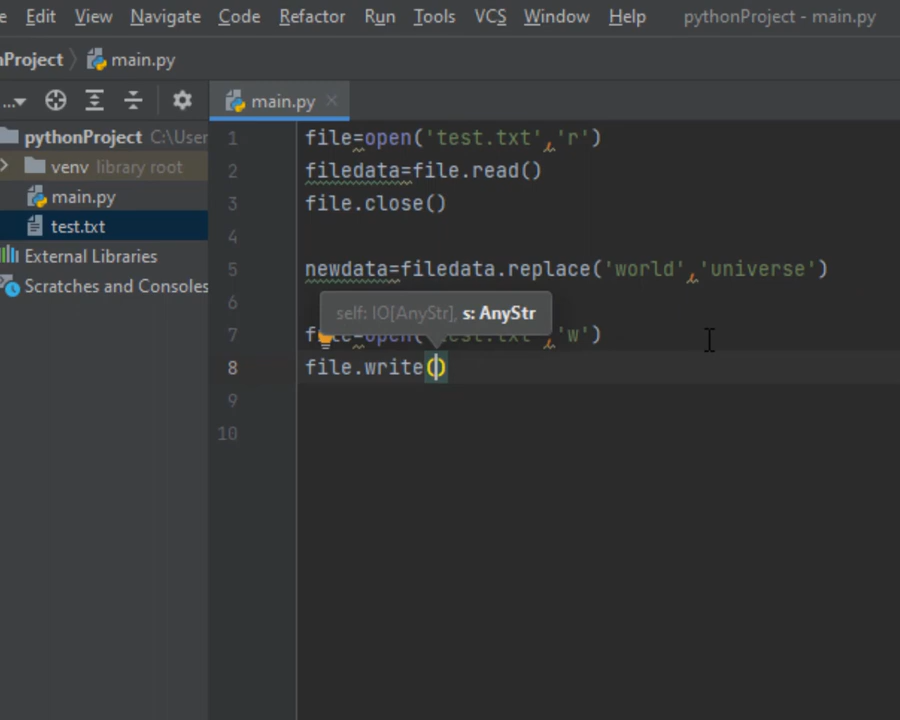 Edit View Navigate Code Refactor Run Tools VCS Window Help pythonProject - main.py
nProject main.py
... main.py
pythonProject C:\User
venv library root
main.py
test.txt
External Libraries
Scratches and Consoles
1 file=open('test.txt','r')
2 filedata=file.read()
3 file.close()
4
5 newdata=filedata.replace('world','universe')
6
self: IO[AnyStr], s: AnyStr
7 file=open('test.txt','w')
8 file.write()
9
10